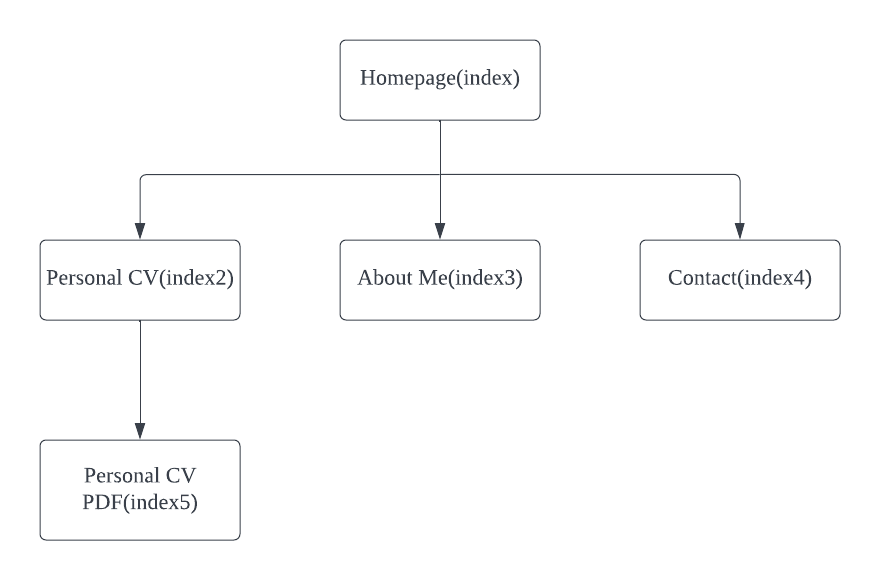 Homepage(index)
Personal CV(index2)
About Me(index3)
Contact(index4)
Personal CV
PDF(index5)